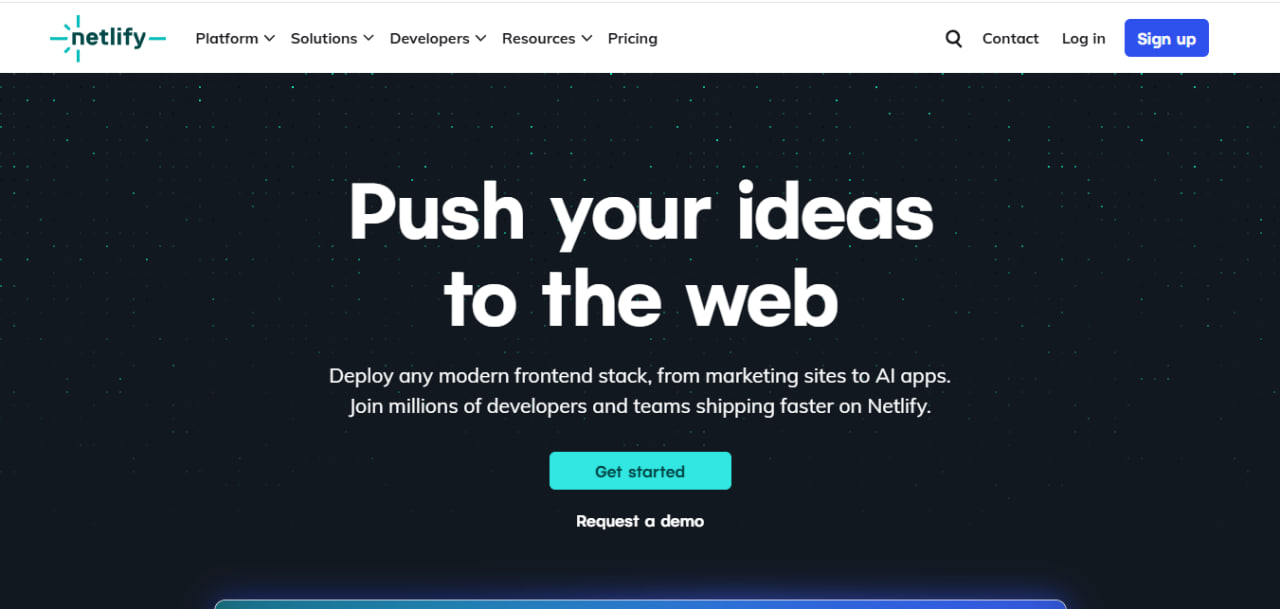 netlify
Platform
Solutions
Developers
Resources
Pricing
Contact
Log in
Sign up
Push your ideas
to the web
Deploy any modern frontend stack, from marketing sites to AI apps.
Join millions of developers and teams shipping faster on Netlify.
Get started
Request a demo